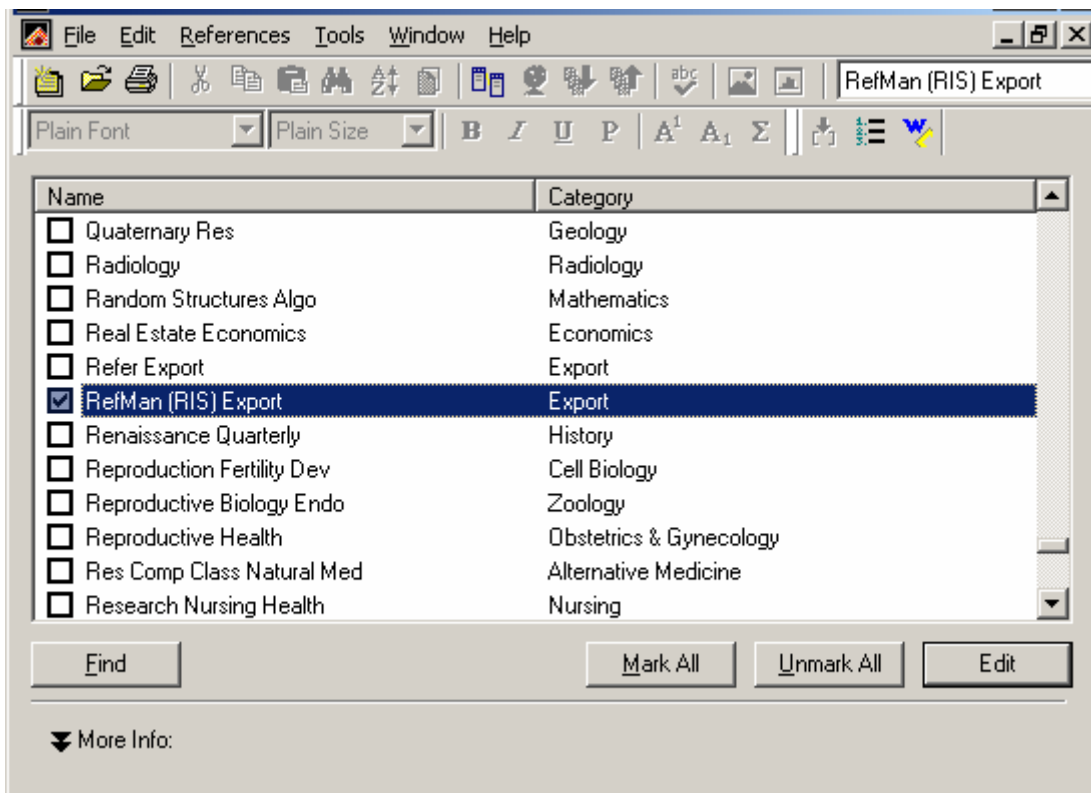 File Edit References Tools Window Help
RefMan (RIS) Export
Plain Font Plain Size B I U P A¹ A₁ Σ
Name Category
Quaternary Res Geology
Radiology Radiology
Random Structures Algo Mathematics
Real Estate Economics Economics
Refer Export Export
RefMan (RIS) Export Export
Renaissance Quarterly History
Reproduction Fertility Dev Cell Biology
Reproductive Biology Endo Zoology
Reproductive Health Obstetrics & Gynecology
Res Comp Class Natural Med Alternative Medicine
Research Nursing Health Nursing
Find Mark All Unmark All Edit
More Info: